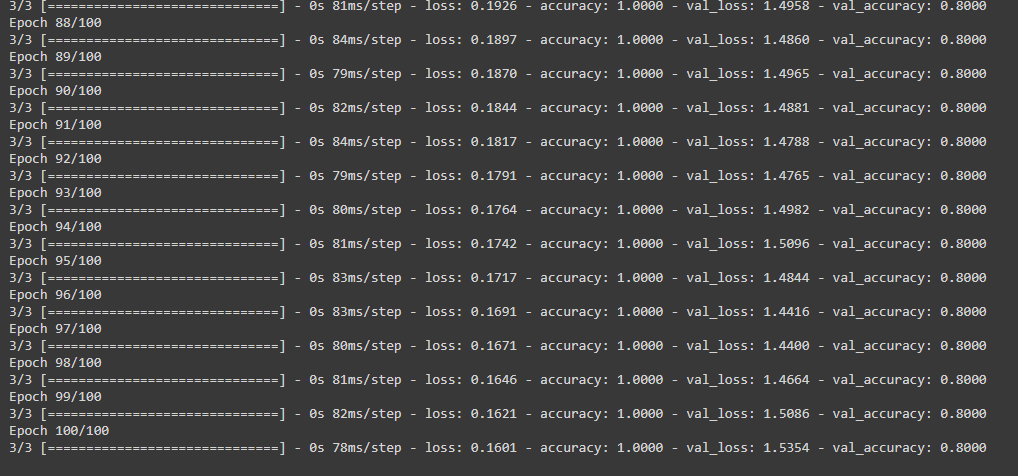 3/3 [==============================] - 0s 81ms/step - loss: 0.1926 - accuracy: 1.0000 - val_loss: 1.4958 - val_accuracy: 0.8000
Epoch 88/100
3/3 [==============================] - 0s 84ms/step - loss: 0.1897 - accuracy: 1.0000 - val_loss: 1.4860 - val_accuracy: 0.8000
Epoch 89/100
3/3 [==============================] - 0s 79ms/step - loss: 0.1870 - accuracy: 1.0000 - val_loss: 1.4965 - val_accuracy: 0.8000
Epoch 90/100
3/3 [==============================] - 0s 82ms/step - loss: 0.1844 - accuracy: 1.0000 - val_loss: 1.4881 - val_accuracy: 0.8000
Epoch 91/100
3/3 [==============================] - 0s 84ms/step - loss: 0.1817 - accuracy: 1.0000 - val_loss: 1.4788 - val_accuracy: 0.8000
Epoch 92/100
3/3 [==============================] - 0s 79ms/step - loss: 0.1791 - accuracy: 1.0000 - val_loss: 1.4765 - val_accuracy: 0.8000
Epoch 93/100
3/3 [==============================] - 0s 80ms/step - loss: 0.1764 - accuracy: 1.0000 - val_loss: 1.4982 - val_accuracy: 0.8000
Epoch 94/100
3/3 [==============================] - 0s 81ms/step - loss: 0.1742 - accuracy: 1.0000 - val_loss: 1.5096 - val_accuracy: 0.8000
Epoch 95/100
3/3 [==============================] - 0s 83ms/step - loss: 0.1717 - accuracy: 1.0000 - val_loss: 1.4844 - val_accuracy: 0.8000
Epoch 96/100
3/3 [==============================] - 0s 83ms/step - loss: 0.1691 - accuracy: 1.0000 - val_loss: 1.4416 - val_accuracy: 0.8000
Epoch 97/100
3/3 [==============================] - 0s 80ms/step - loss: 0.1671 - accuracy: 1.0000 - val_loss: 1.4400 - val_accuracy: 0.8000
Epoch 98/100
3/3 [==============================] - 0s 81ms/step - loss: 0.1646 - accuracy: 1.0000 - val_loss: 1.4664 - val_accuracy: 0.8000
Epoch 99/100
3/3 [==============================] - 0s 82ms/step - loss: 0.1621 - accuracy: 1.0000 - val_loss: 1.5086 - val_accuracy: 0.8000
Epoch 100/100
3/3 [==============================] - 0s 78ms/step - loss: 0.1601 - accuracy: 1.0000 - val_loss: 1.5354 - val_accuracy: 0.8000